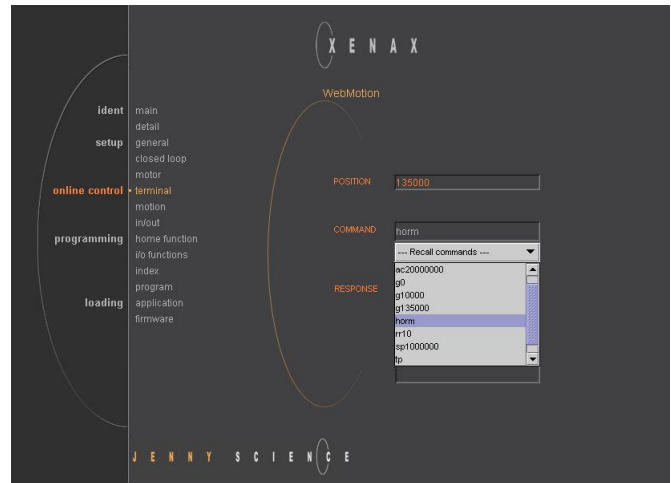 XENAX
WebMotion
ident
main
detail
setup
general
closed loop
motor
online control
terminal
motion
in/out
programming
home function
i/o functions
index
program
loading
application
firmware
POSITION
135000
COMMAND
horm
--- Recall commands ---
ac20000000
g0
g10000
g135000
horm
rr10
sp1000000
tp
RESPONSE
JENNY SCIENCE